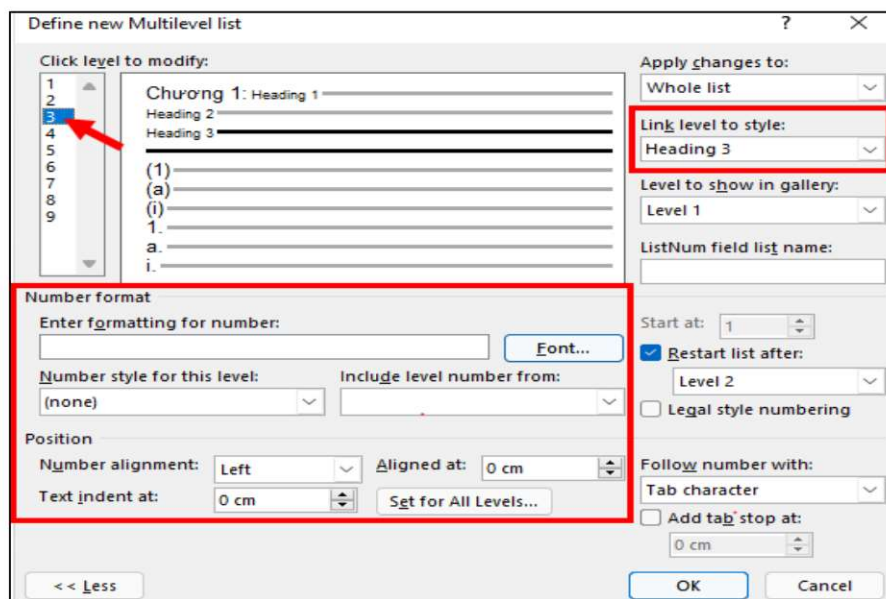 Define new Multilevel list ? ×
Click level to modify:
1
2
3
4
5
6
7
8
9
Chương 1: Heading 1
Heading 2
Heading 3
(1)
(a)
(i)
1.
a.
i.
Apply changes to:
Whole list
Link level to style:
Heading 3
Level to show in gallery:
Level 1
ListNum field list name:
Number format
Enter formatting for number:
Font...
Number style for this level: Include level number from:
(none)
Position
Number alignment: Left Aligned at: 0 cm
Text indent at: 0 cm Set for All Levels...
Start at: 1
Restart list after:
Level 2
Legal style numbering
Follow number with:
Tab character
Add tab stop at:
0 cm
<< Less OK Cancel